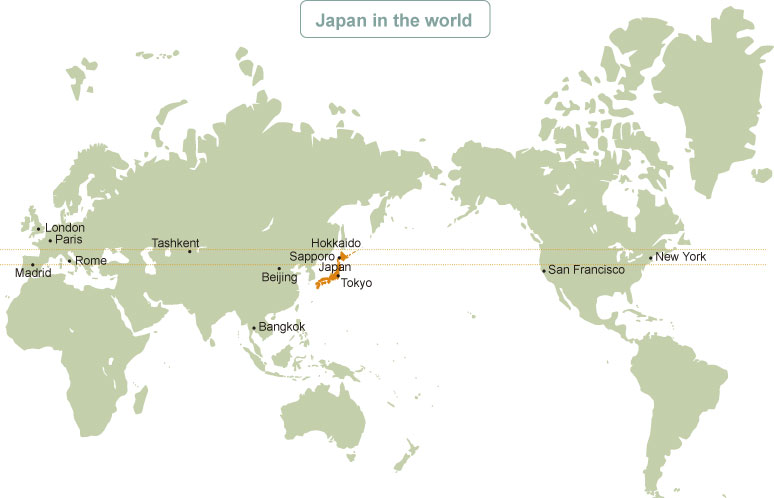 Japan in the world
London
Paris
Tashkent
Hokkaido
Sapporo
New York
Rome
Japan
Madrid
Beijing
San Francisco
Tokyo
Bangkok